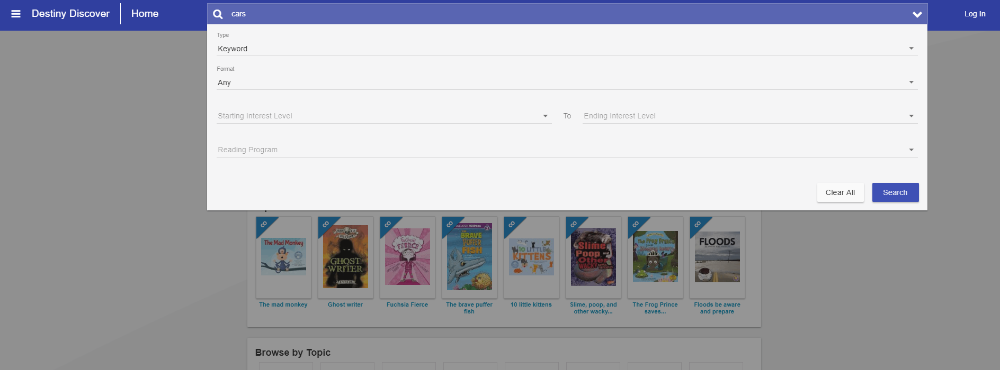 Destiny Discover
Home
cars
Log In
Type
Keyword
Format
Any
Starting Interest Level
To
Ending Interest Level
Reading Program
Clear All
Search
The Mad Monkey
GHOST
WRITER
Fuchsia
FIERCE
THE
BRAVE
PUFFER
FISH
10 LITTLE
KITTENS
Slime,
Poop, and
Other
WACKY
The Frog Prince
FLOODS
The mad monkey
Ghost writer
Fuchsia Fierce
The brave puffer
fish
10 little kittens
Slime, poop, and
other wacky...
The Frog Prince
saves...
Floods be aware
and prepare
Browse by Topic